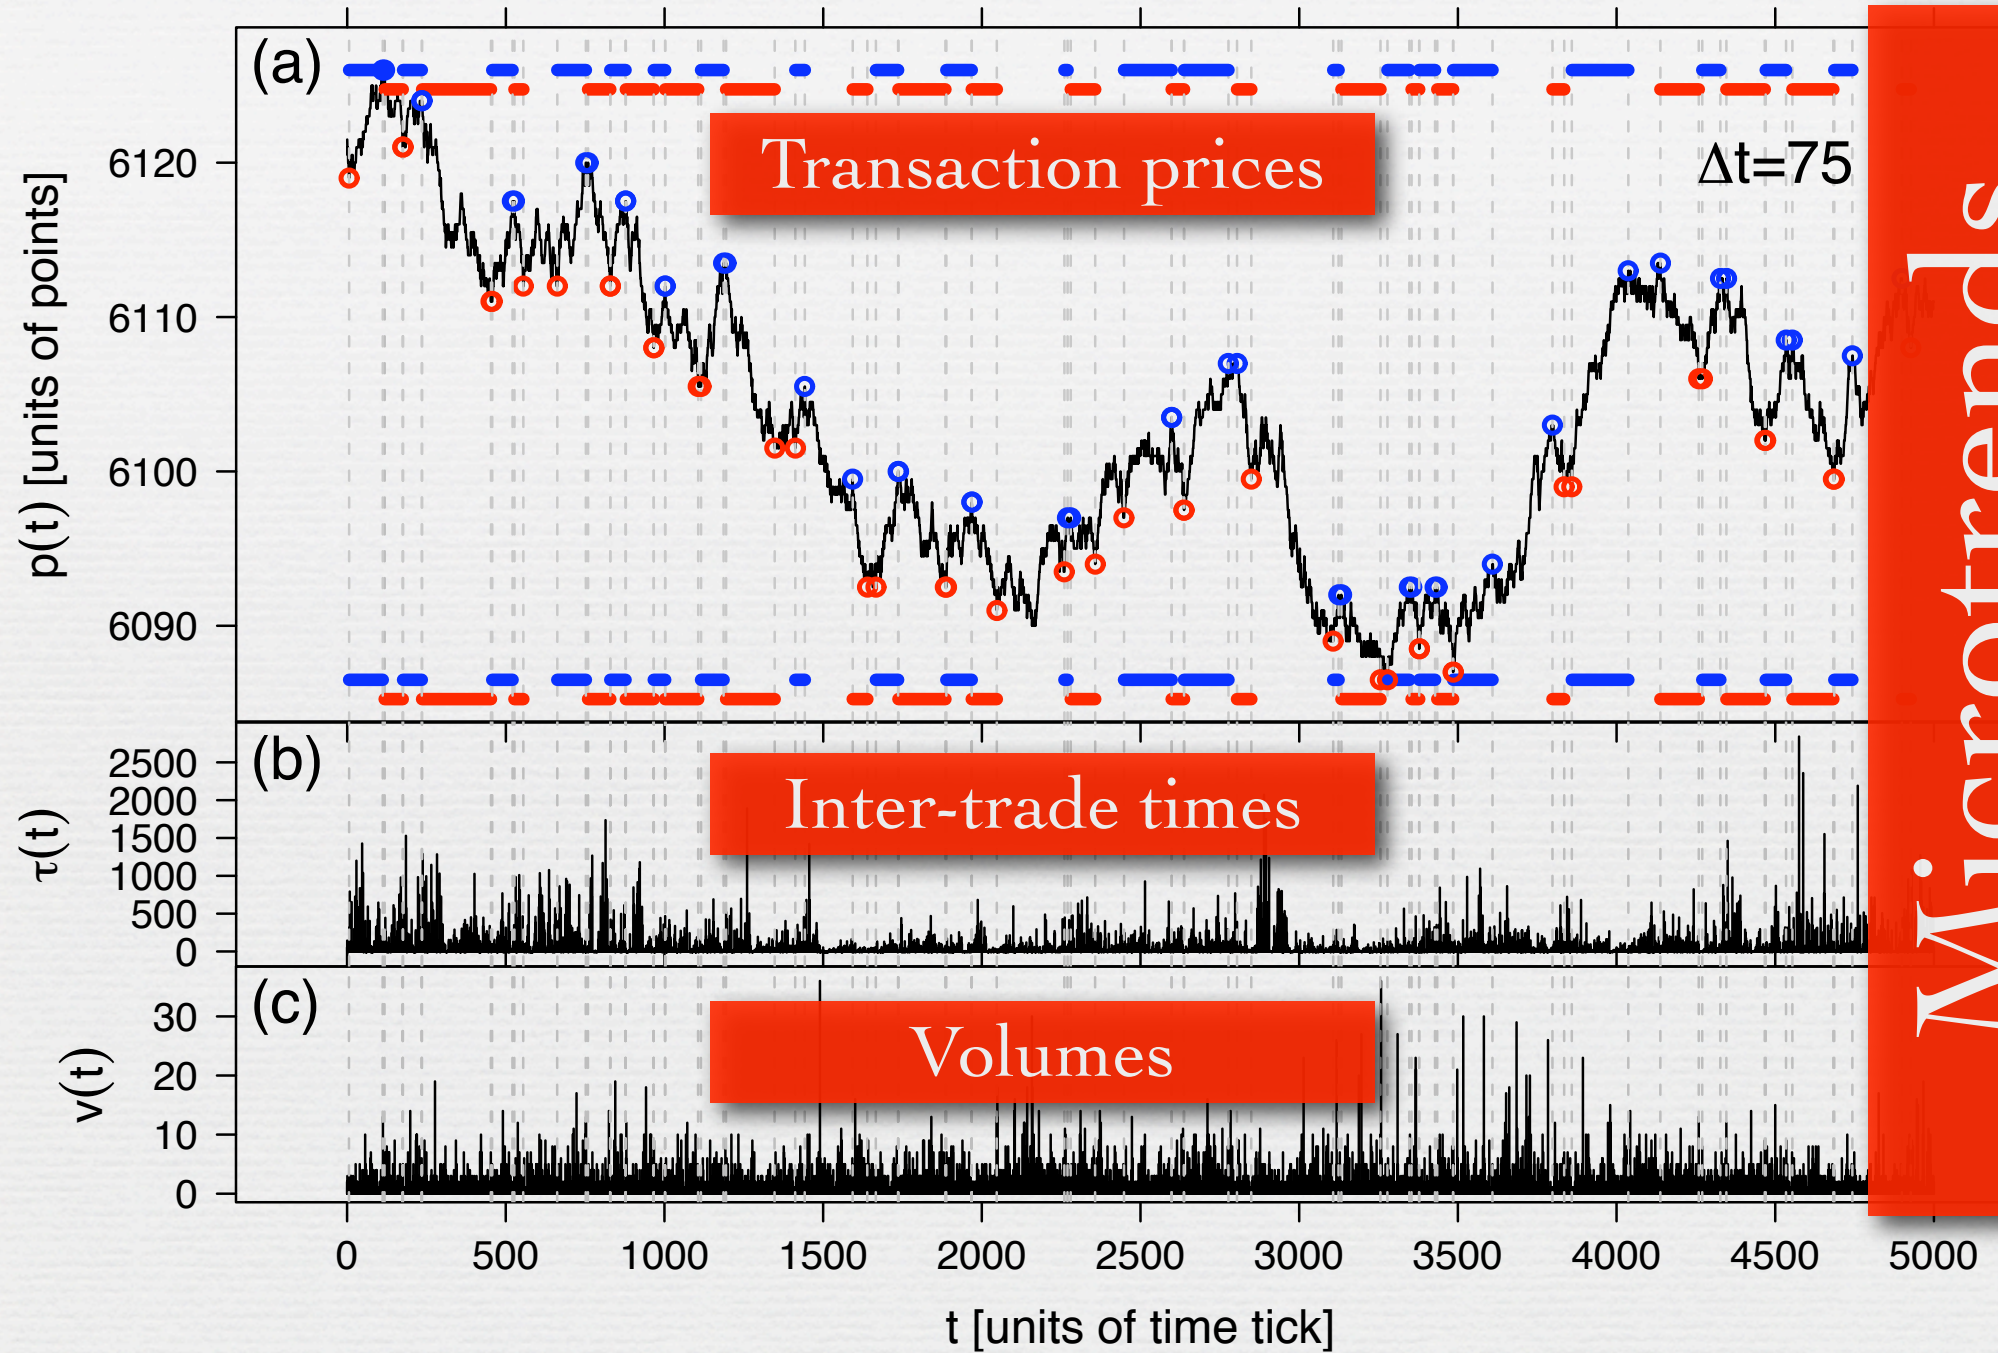 (a)
Transaction prices
Δt=75
p(t) [units of points]
6120
6110
6100
6090
(b)
Inter-trade times
τ(t)
2500
2000
1500
1000
500
0
(c)
Volumes
v(t)
30
20
10
0
0 500 1000 1500 2000 2500 3000 3500 4000 4500 5000
t [units of time tick]
Microtrends